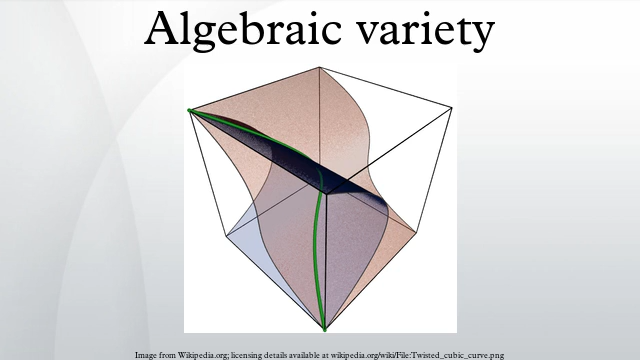 Algebraic variety
Image from Wikipedia.org; licensing details available at wikipedia.org/wiki/File:Twisted_cubic_curve.png